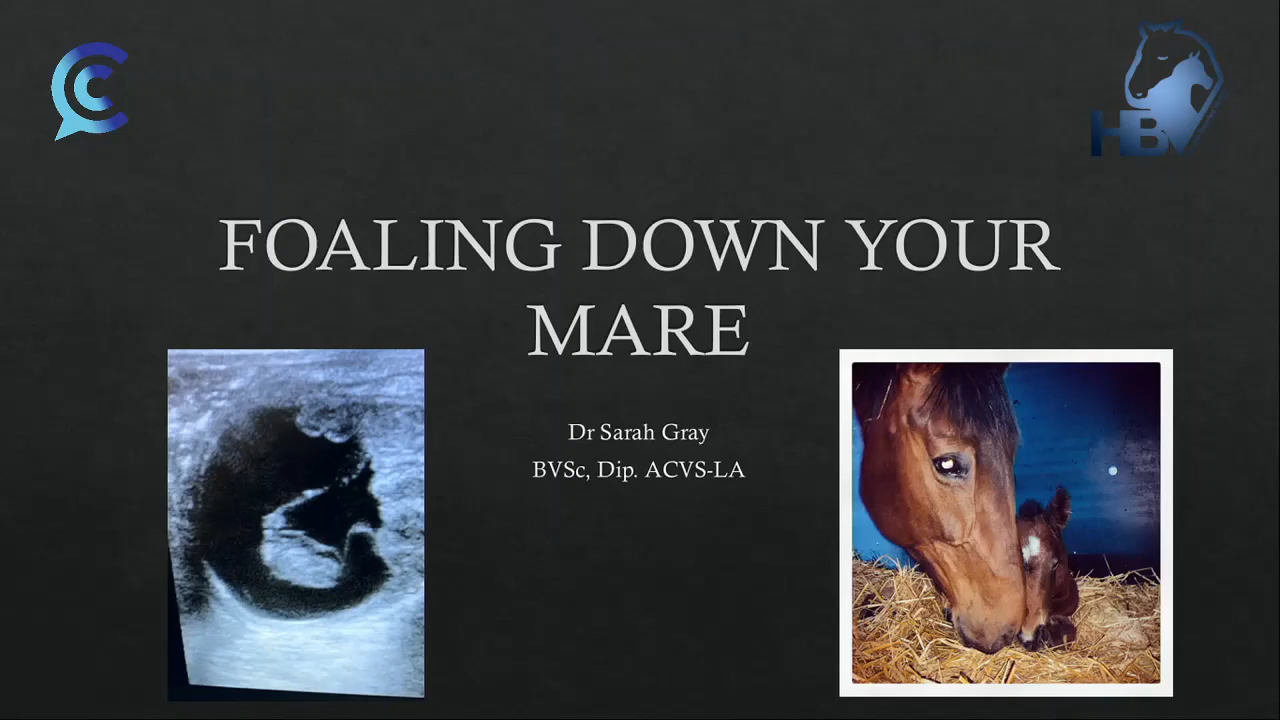 HBV
FOALING DOWN YOUR
MARE
Dr Sarah Gray
BVSc, Dip. ACVS-LA